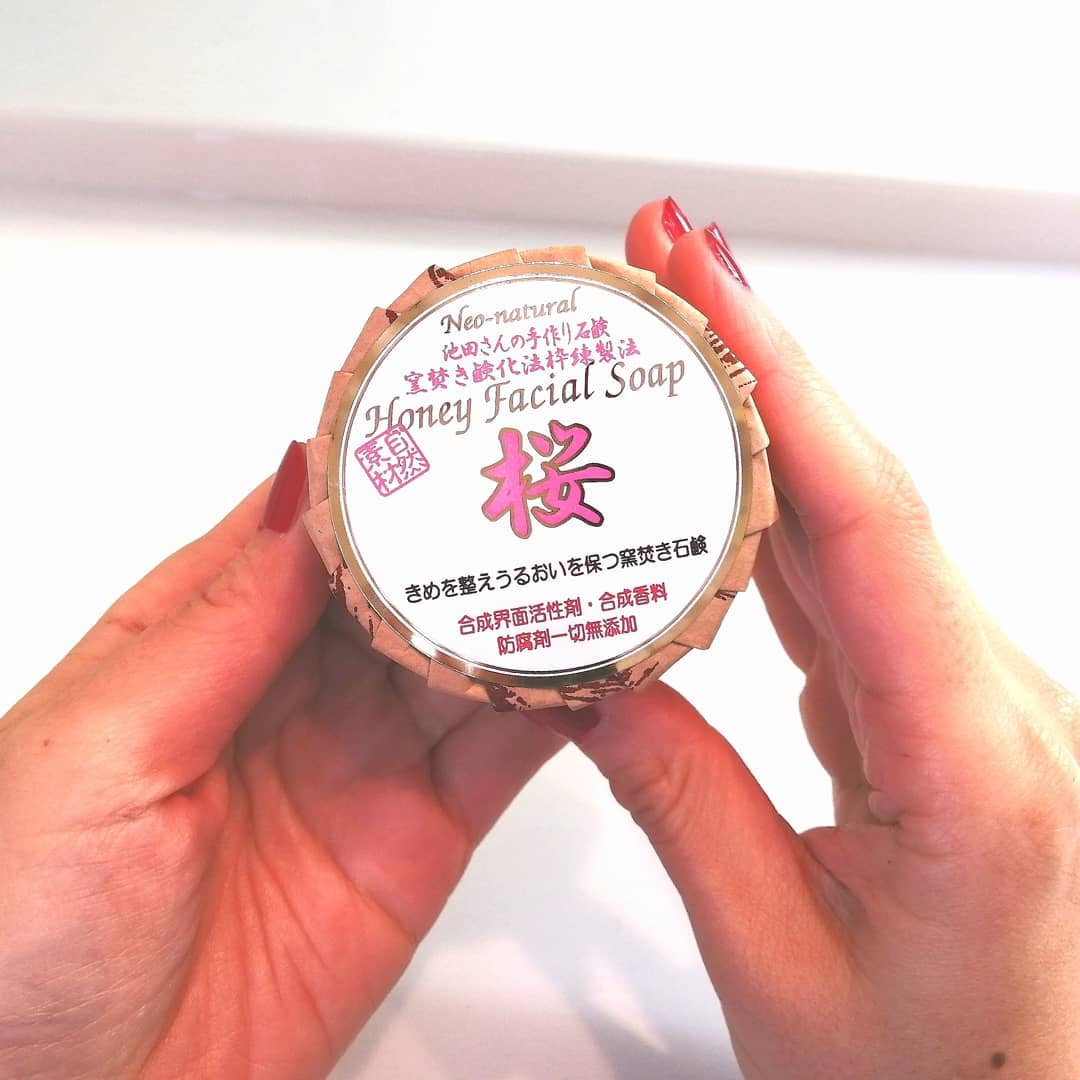 Neo-natural
池田さんの手作り石鹸
窯焚き鹸化法枠練製法
Honey Facial Soap
自然
素材
桜
きめを整えうるおいを保つ窯焚き石鹸
合成界面活性剤・合成香料
防腐剤一切無添加